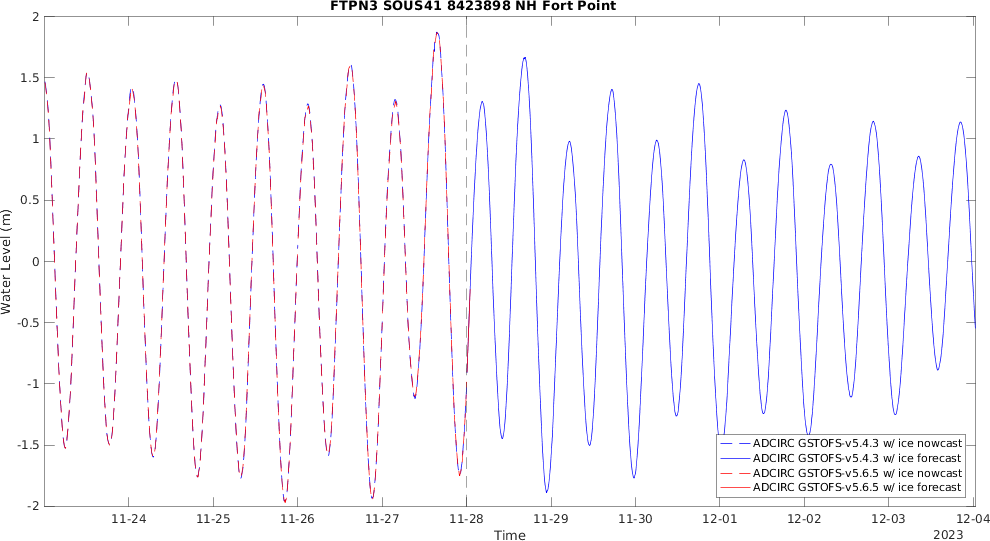 FTPN3 SOUS41 8423898 NH Fort Point
2
1.5
1
0.5
0
-0.5
-1
-1.5
-2
Water Level (m)
ADCIRC GSTOFS-v5.4.3 w/ ice nowcast
ADCIRC GSTOFS-v5.4.3 w/ ice forecast
ADCIRC GSTOFS-v5.6.5 w/ ice nowcast
ADCIRC GSTOFS-v5.6.5 w/ ice forecast
11-24 11-25 11-26 11-27 11-28 11-29 11-30 12-01 12-02 12-03 12-04
Time
2023